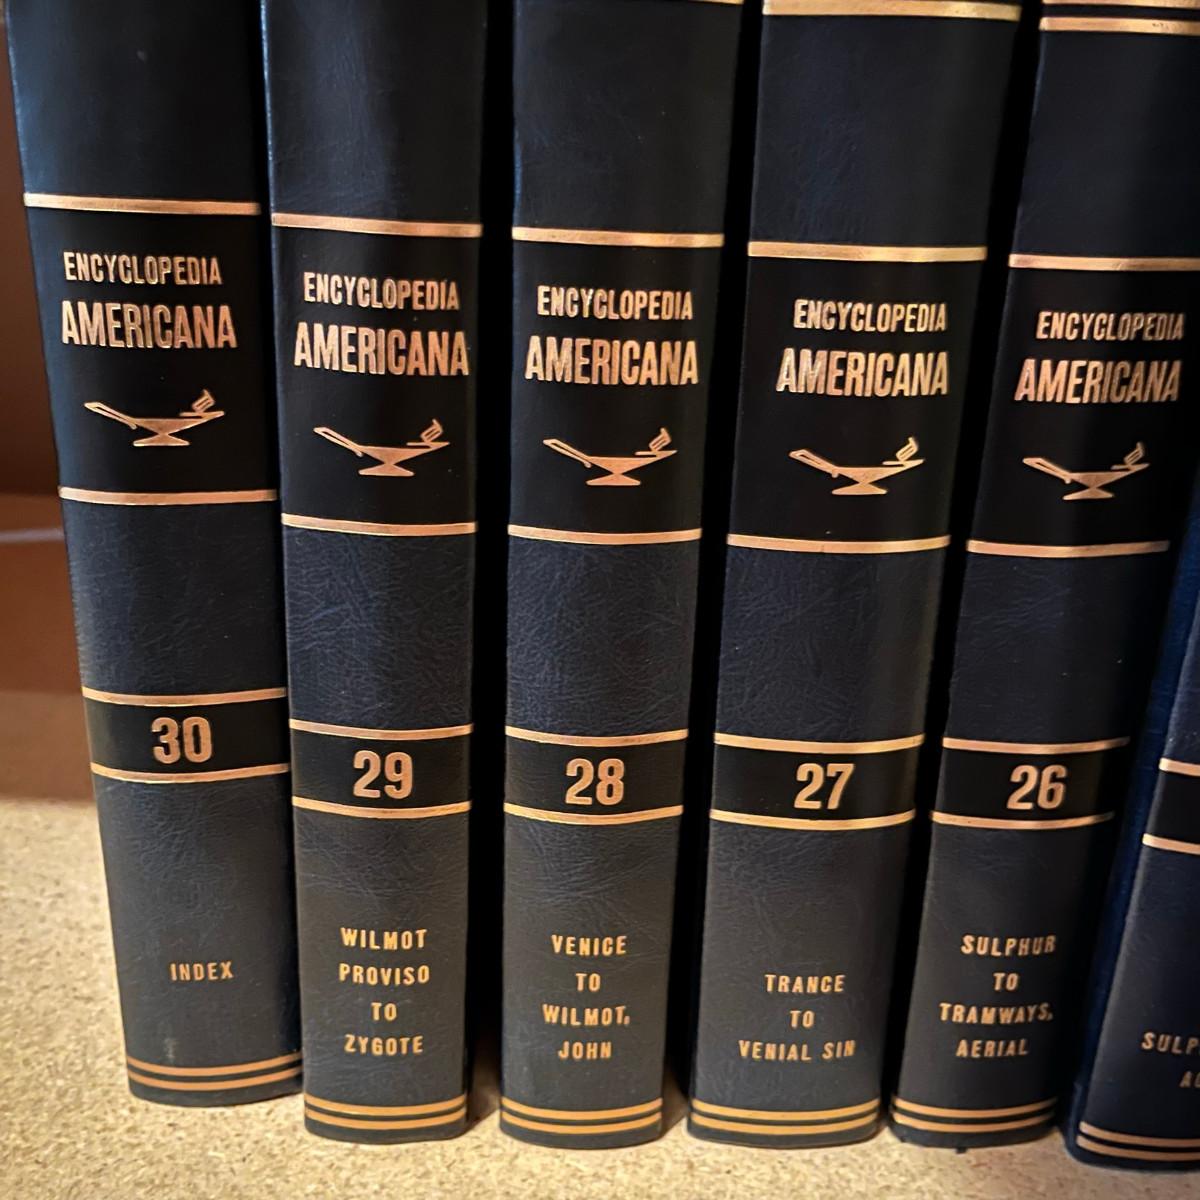 ENCYCLOPEDIA
AMERICANA
30
INDEX
ENCYCLOPEDIA
AMERICANA
29
WILMOT
PROVISO
TO
ZYGOTE
ENCYCLOPEDIA
AMERICANA
28
VENICE
TO
WILMOT,
JOHN
ENCYCLOPEDIA
AMERICANA
27
TRANCE
TO
VENIAL SIN
ENCYCLOPEDIA
AMERICANA
26
SULPHUR
TO
TRAMWAYS,
AERIAL